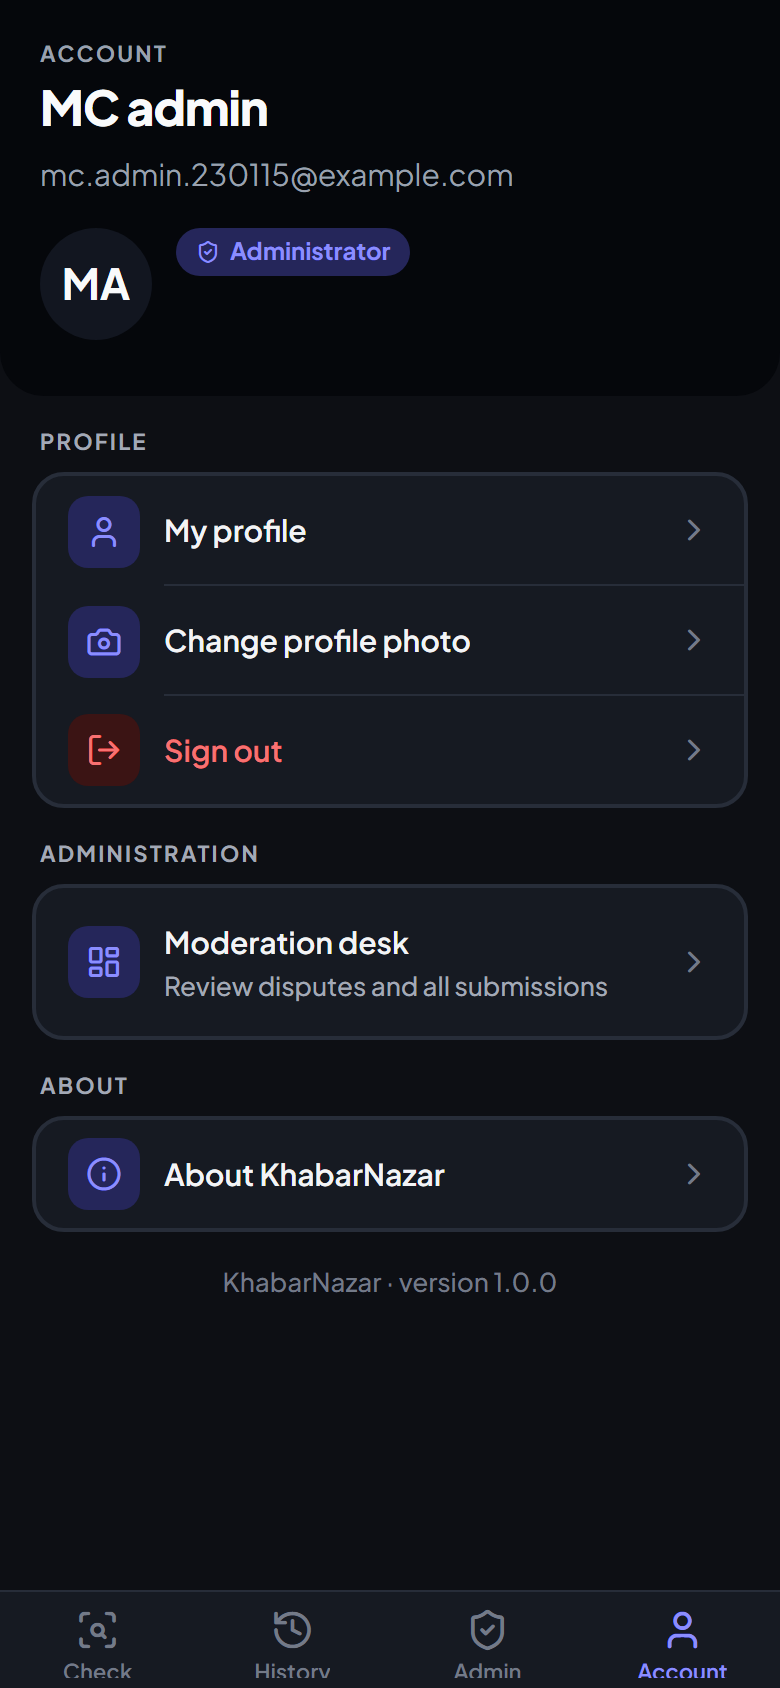 ACCOUNT
MC admin
mc.admin.230115@example.com
MA
Administrator
PROFILE
My profile
Change profile photo
Sign out
ADMINISTRATION
Moderation desk
Review disputes and all submissions
ABOUT
About KhabarNazar
KhabarNazar · version 1.0.0
Check
History
Admin
Account